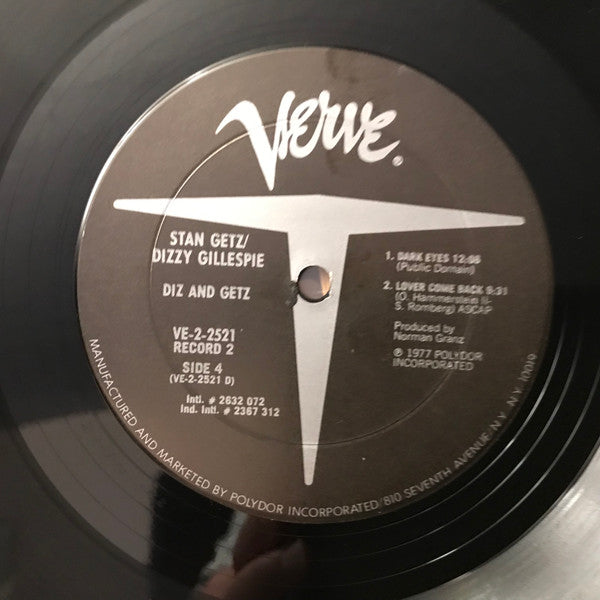 Verve®
STAN GETZ/
DIZZY GILLESPIE
DIZ AND GETZ
VE-2-2521
RECORD 2
SIDE 4
(VE-2-2521 D)
Intl. # 2632 072
Ind. Intl. # 2367 312
1. DARK EYES 12:06
(Public Domain)
2. LOVER COME BACK 9:31
(O. Hammerstein II-
S. Romberg) ASCAP
Produced by
Norman Granz
℗ 1977 POLYDOR
INCORPORATED
MANUFACTURED AND MARKETED BY POLYDOR INCORPORATED, 810 SEVENTH AVENUE, N.Y., N.Y. 10019